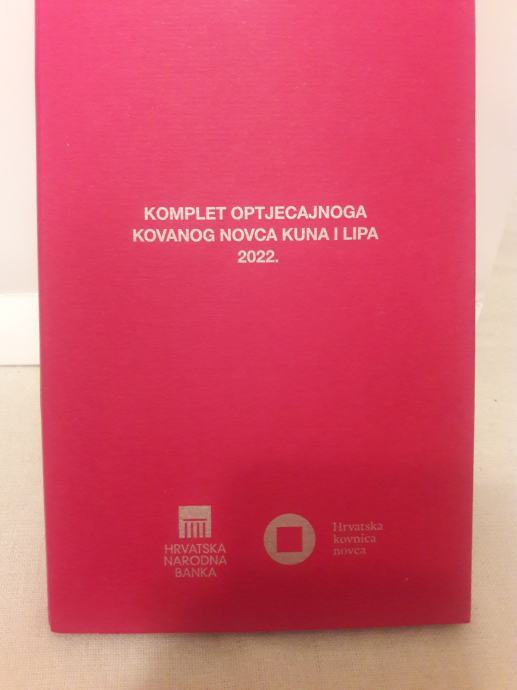 KOMPLET OPTJECAJNOGA
KOVANOG NOVCA KUNA I LIPA
2022.
HRVATSKA
NARODNA
BANKA
Hrvatska
kovnica
novca